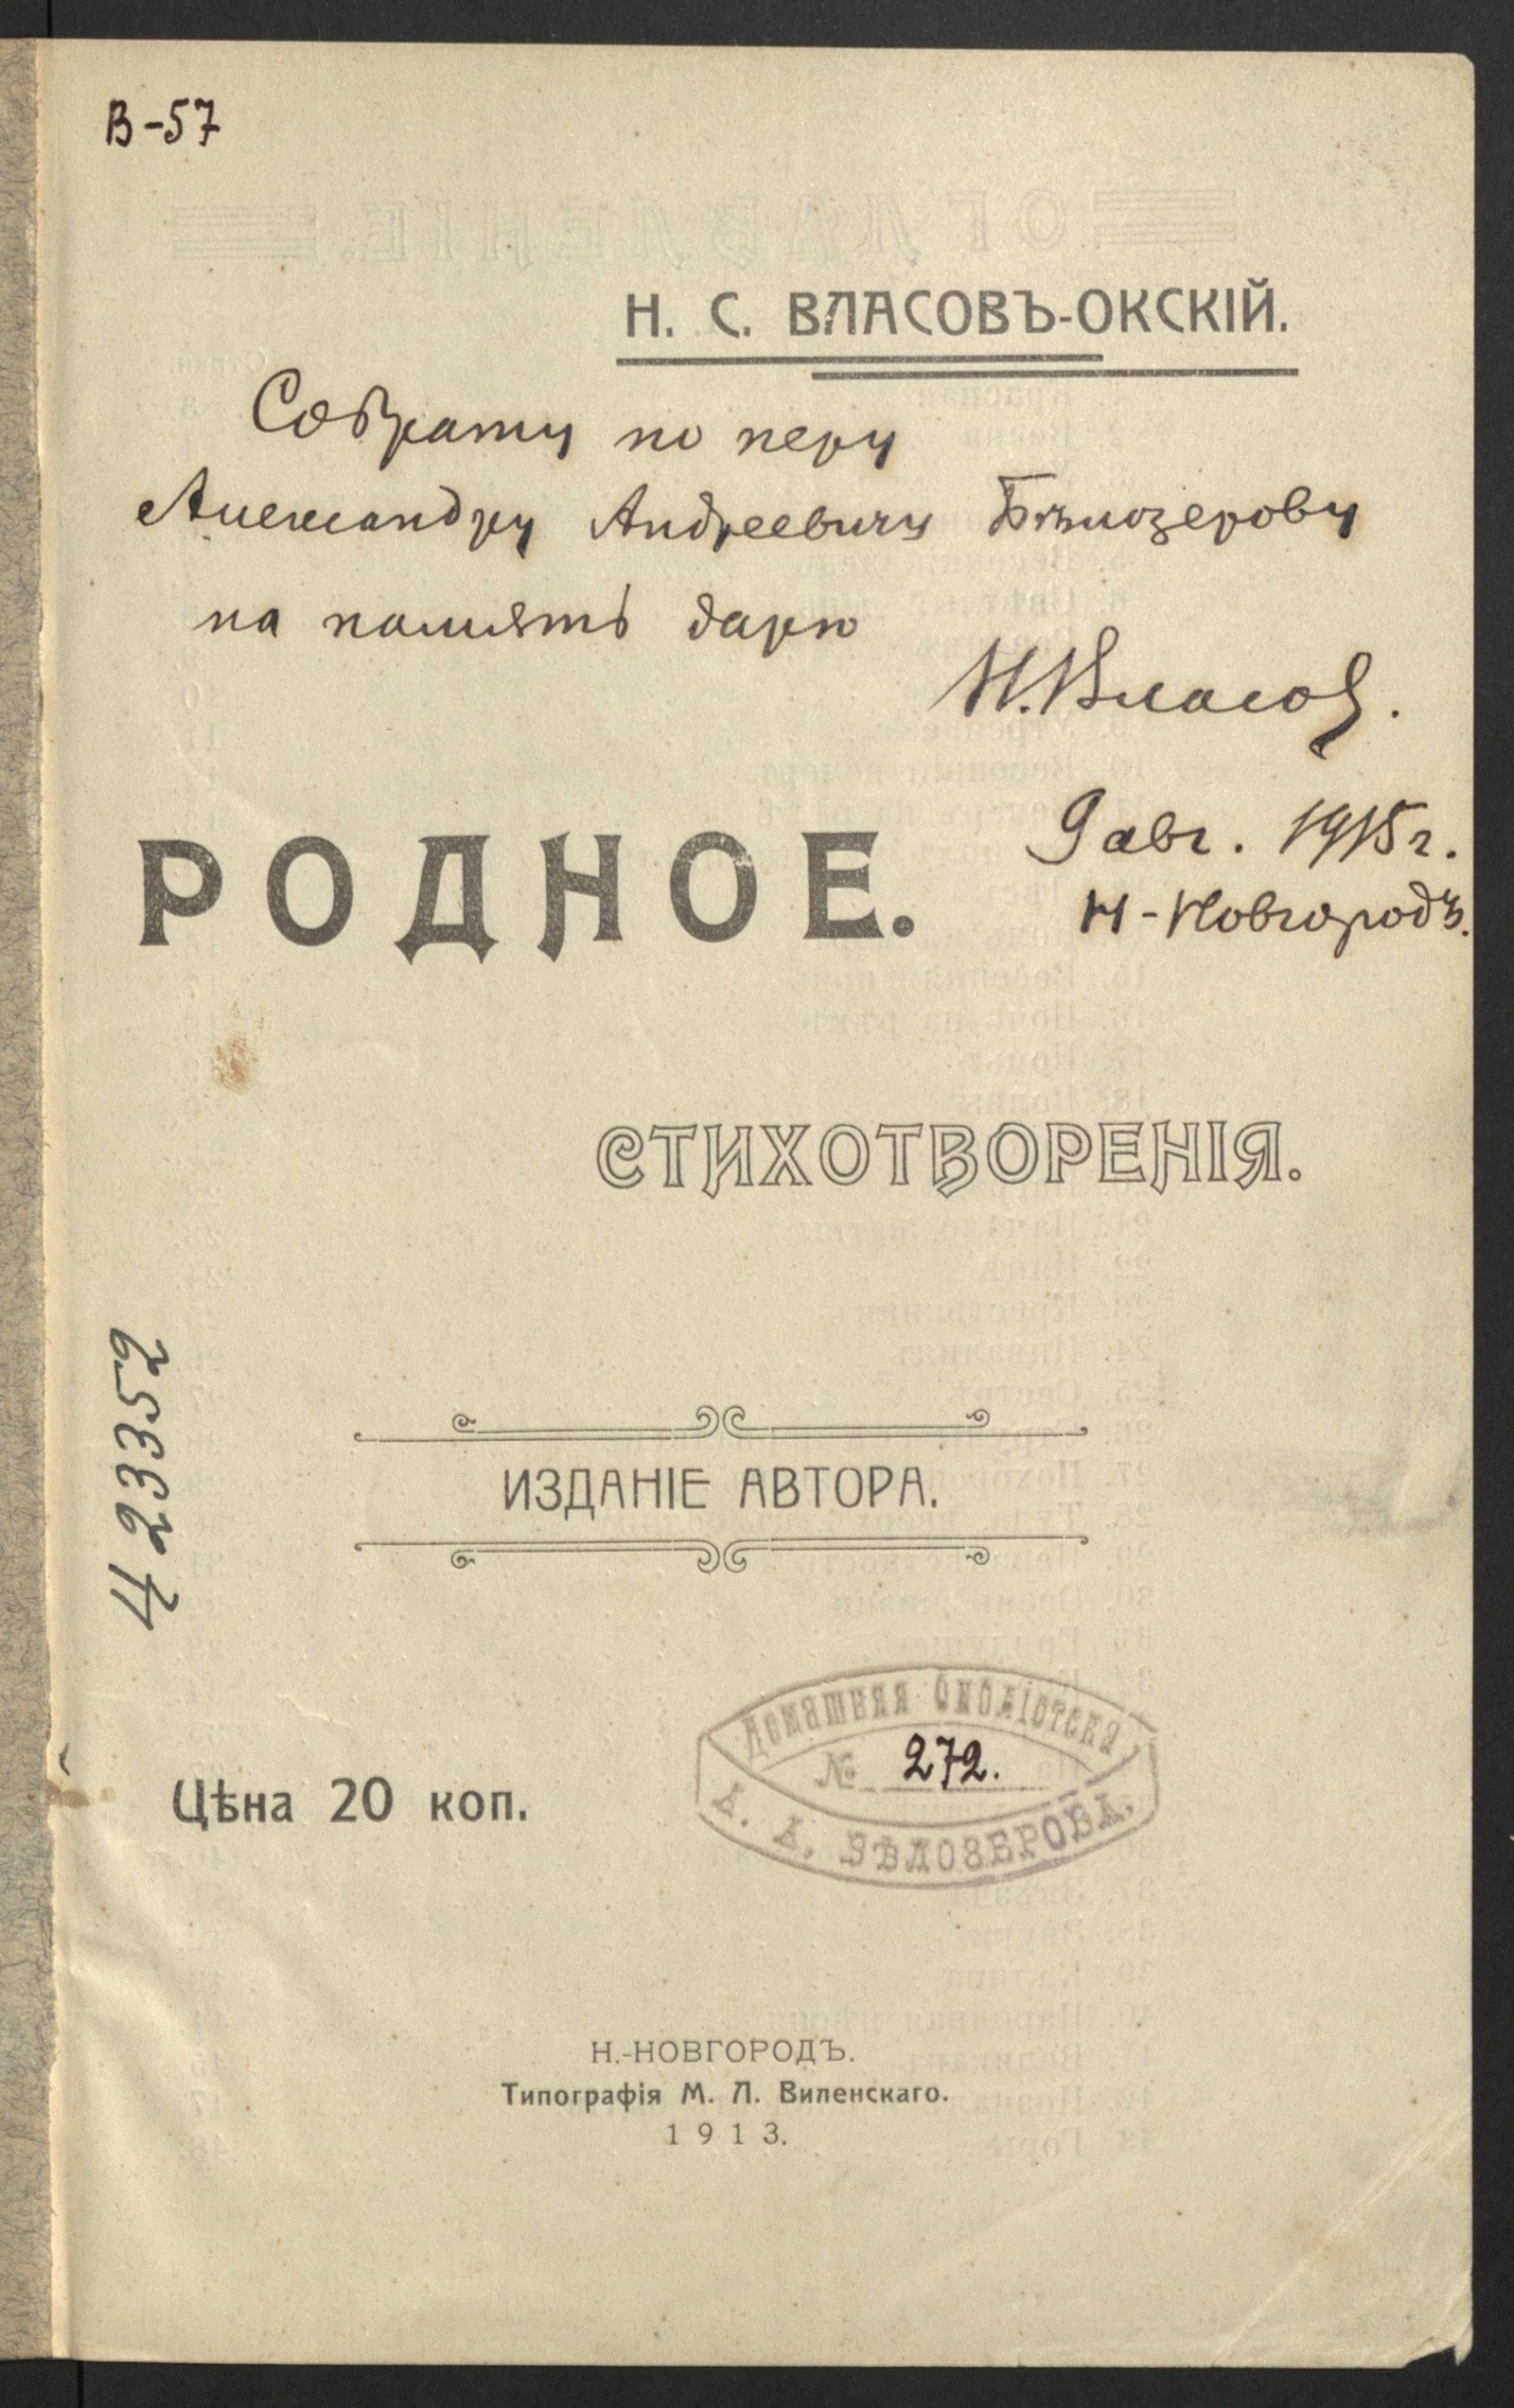 В-57
Н. С. ВЛАСОВЪ-ОКСКІЙ.
Собрату по перу
Александру Андреевичу Бѣлозерову
на память дарю
Н. Власов.
9 авг. 1915 г.
Н-Новгородъ.
РОДНОЕ.
СТИХОТВОРЕНІЯ.
423352
ИЗДАНІЕ АВТОРА.
Домашняя библіотека
№ 272.
А. А. БѢЛОЗЕРОВА.
Цѣна 20 коп.
Н.-НОВГОРОДЪ.
Типографія М. Л. Виленскаго.
1913.